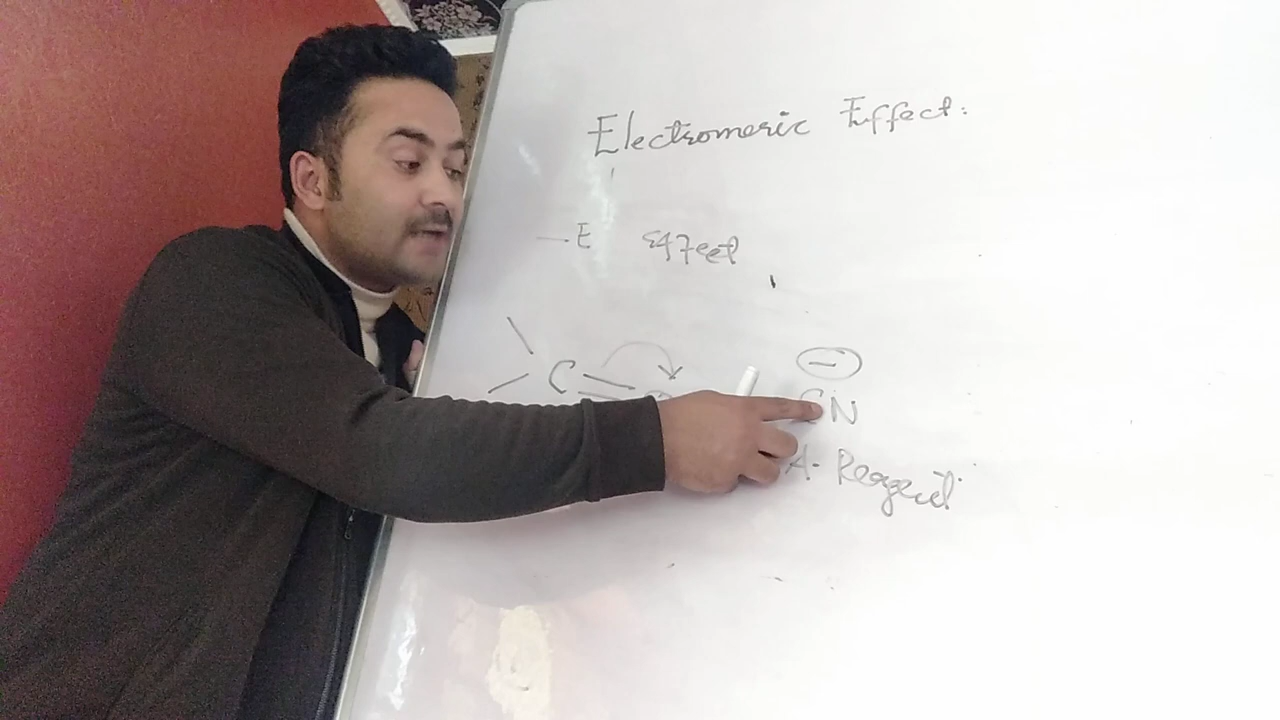 Electromeric Effect:
—E Effect
C
CN
A. Reagent